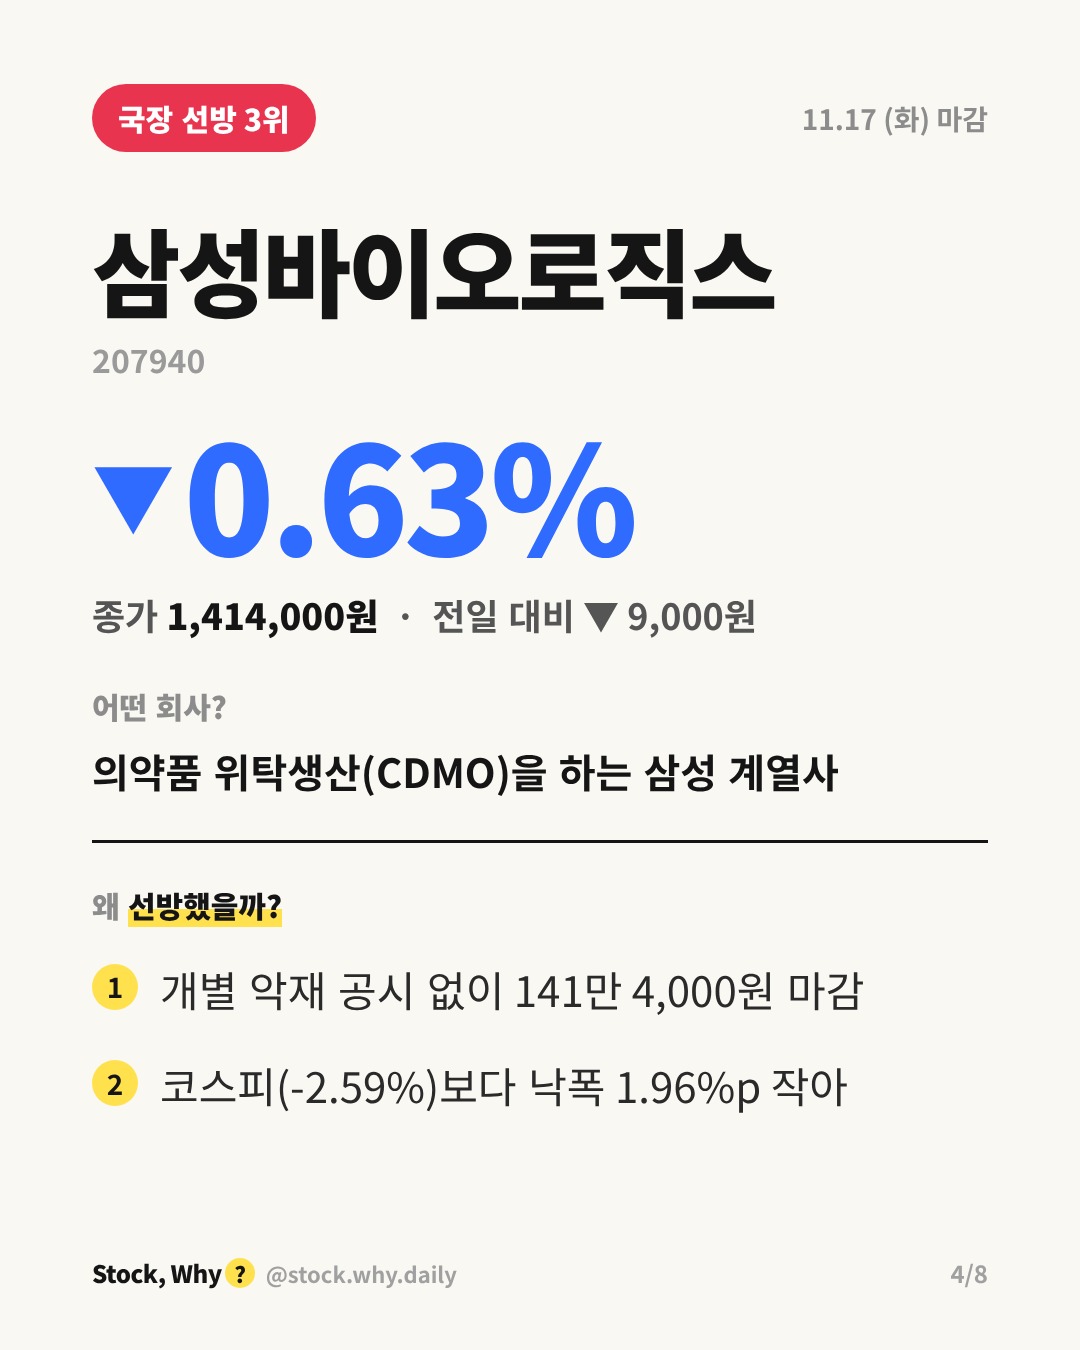 국장 선방 3위
11.17 (화) 마감
삼성바이오로직스
207940
▼0.63%
종가 1,414,000원 · 전일 대비 ▼ 9,000원
어떤 회사?
의약품 위탁생산(CDMO)을 하는 삼성 계열사
왜 선방했을까?
1 개별 악재 공시 없이 141만 4,000원 마감
2 코스피(-2.59%)보다 낙폭 1.96%p 작아
Stock, Why ? @stock.why.daily
4/8